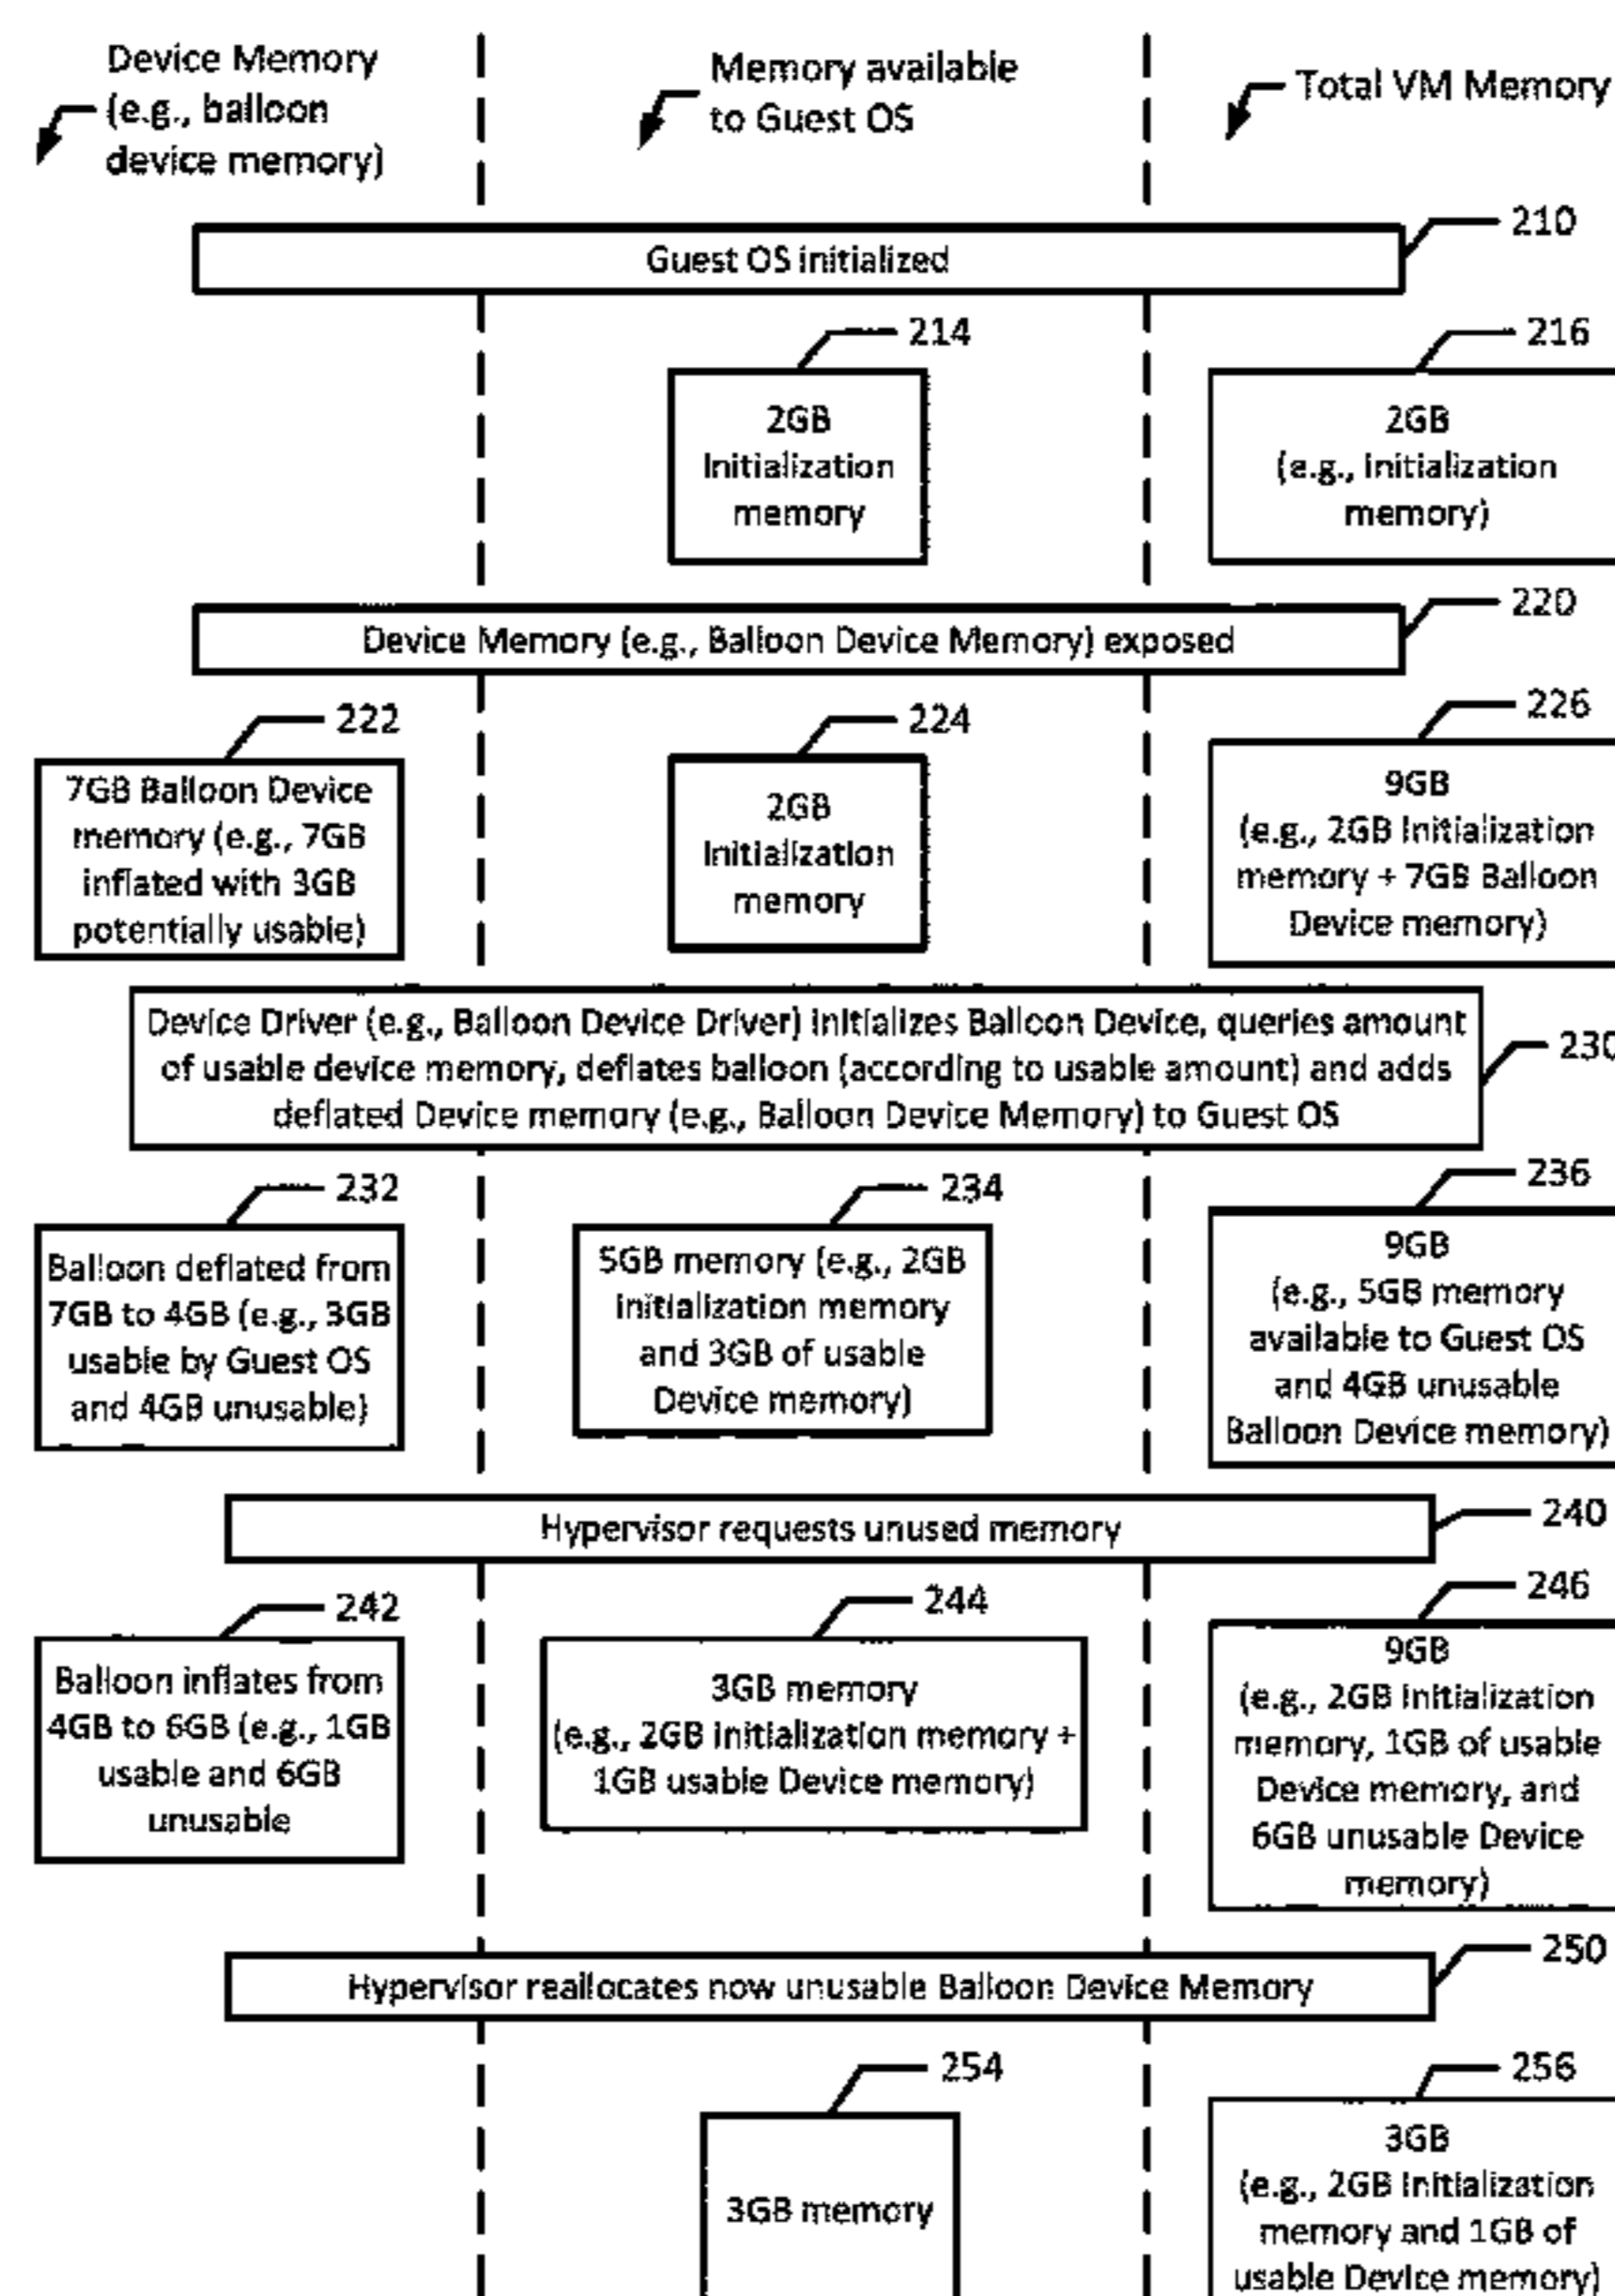 Device Memory
(e.g., balloon
device memory)
Memory available
to Guest OS
Total VM Memory
210
Guest OS initialized
214
2GB
Initialization
memory
216
2GB
(e.g., Initialization
memory)
220
Device Memory (e.g., Balloon Device Memory) exposed
222
7GB Balloon Device
memory (e.g., 7GB
inflated with 3GB
potentially usable)
224
2GB
Initialization
memory
226
9GB
(e.g., 2GB Initialization
memory + 7GB Balloon
Device memory)
Device Driver (e.g., Balloon Device Driver) Initializes Balloon Device, queries amount
of usable device memory, deflates balloon (according to usable amount) and adds
deflated Device memory (e.g., Balloon Device Memory) to Guest OS
230
232
Balloon deflated from
7GB to 4GB (e.g., 3GB
usable by Guest OS
and 4GB unusable)
234
5GB memory (e.g., 2GB
Initialization memory
and 3GB of usable
Device memory)
236
9GB
(e.g., 5GB memory
available to Guest OS
and 4GB unusable
Balloon Device memory)
240
Hypervisor requests unused memory
242
Balloon inflates from
4GB to 6GB (e.g., 1GB
usable and 6GB
unusable
244
3GB memory
(e.g., 2GB Initialization memory +
1GB usable Device memory)
246
9GB
(e.g., 2GB Initialization
memory, 1GB of usable
Device memory, and
6GB unusable Device
memory)
250
Hypervisor reallocates now unusable Balloon Device Memory
254
3GB memory
256
3GB
(e.g., 2GB Initialization
memory and 1GB of
usable Device memory)